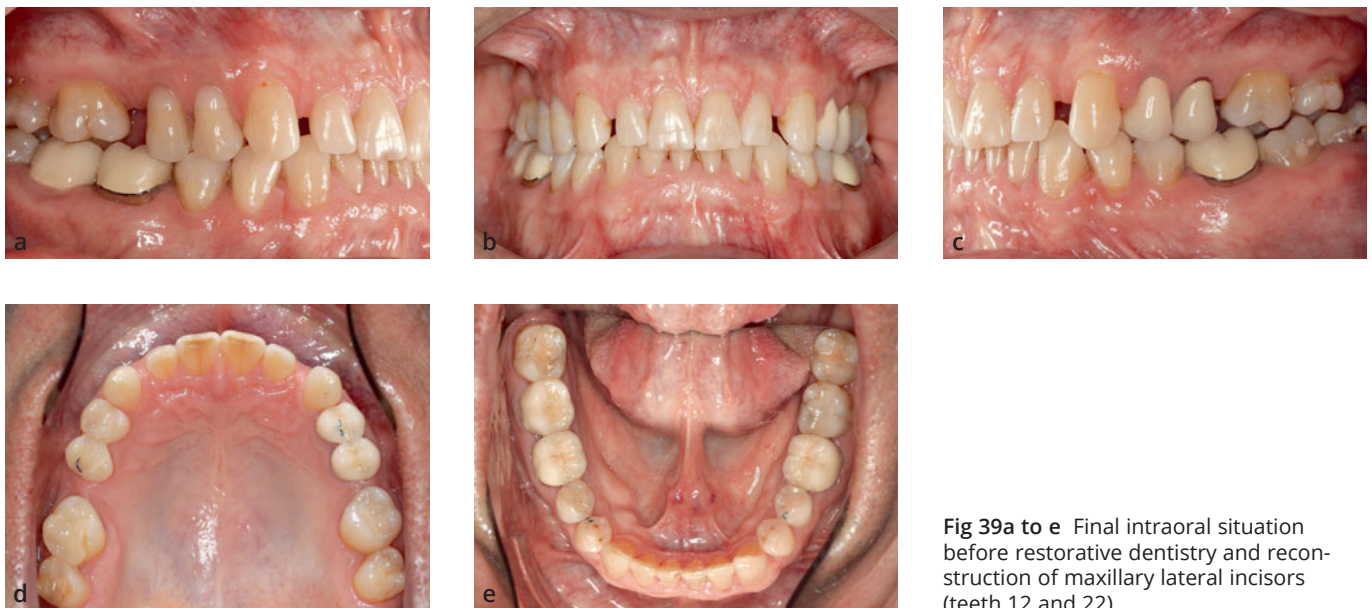 a
b
c
d
e
Fig 39a to e Final intraoral situation
before restorative dentistry and recon-
struction of maxillary lateral incisors
(teeth 12 and 22)